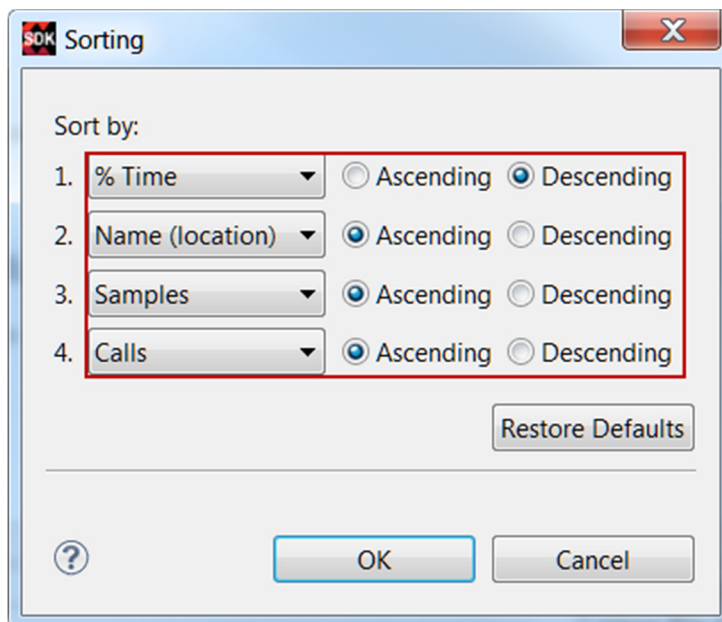 SDK Sorting X
Sort by:
1. % Time Ascending Descending
2. Name (location) Ascending Descending
3. Samples Ascending Descending
4. Calls Ascending Descending
Restore Defaults
? OK Cancel